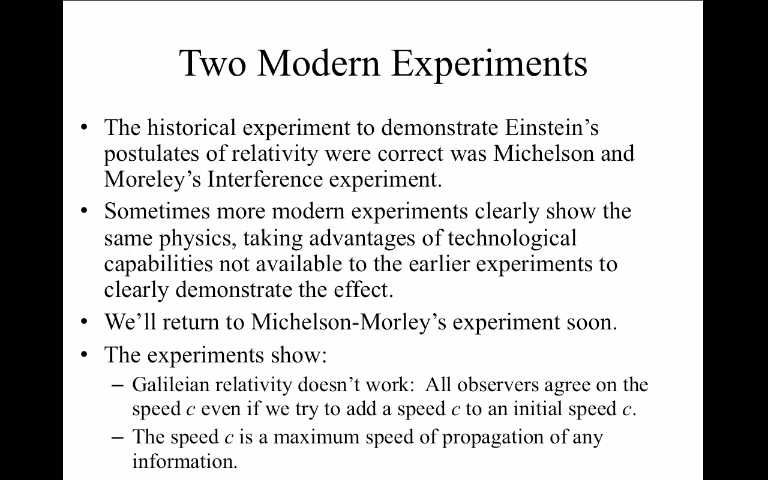 Two Modern Experiments
• The historical experiment to demonstrate Einstein's
postulates of relativity were correct was Michelson and
Moreley's Interference experiment.
• Sometimes more modern experiments clearly show the
same physics, taking advantages of technological
capabilities not available to the earlier experiments to
clearly demonstrate the effect.
• We'll return to Michelson-Morley's experiment soon.
• The experiments show:
– Galileian relativity doesn't work: All observers agree on the
speed c even if we try to add a speed c to an initial speed c.
– The speed c is a maximum speed of propagation of any
information.